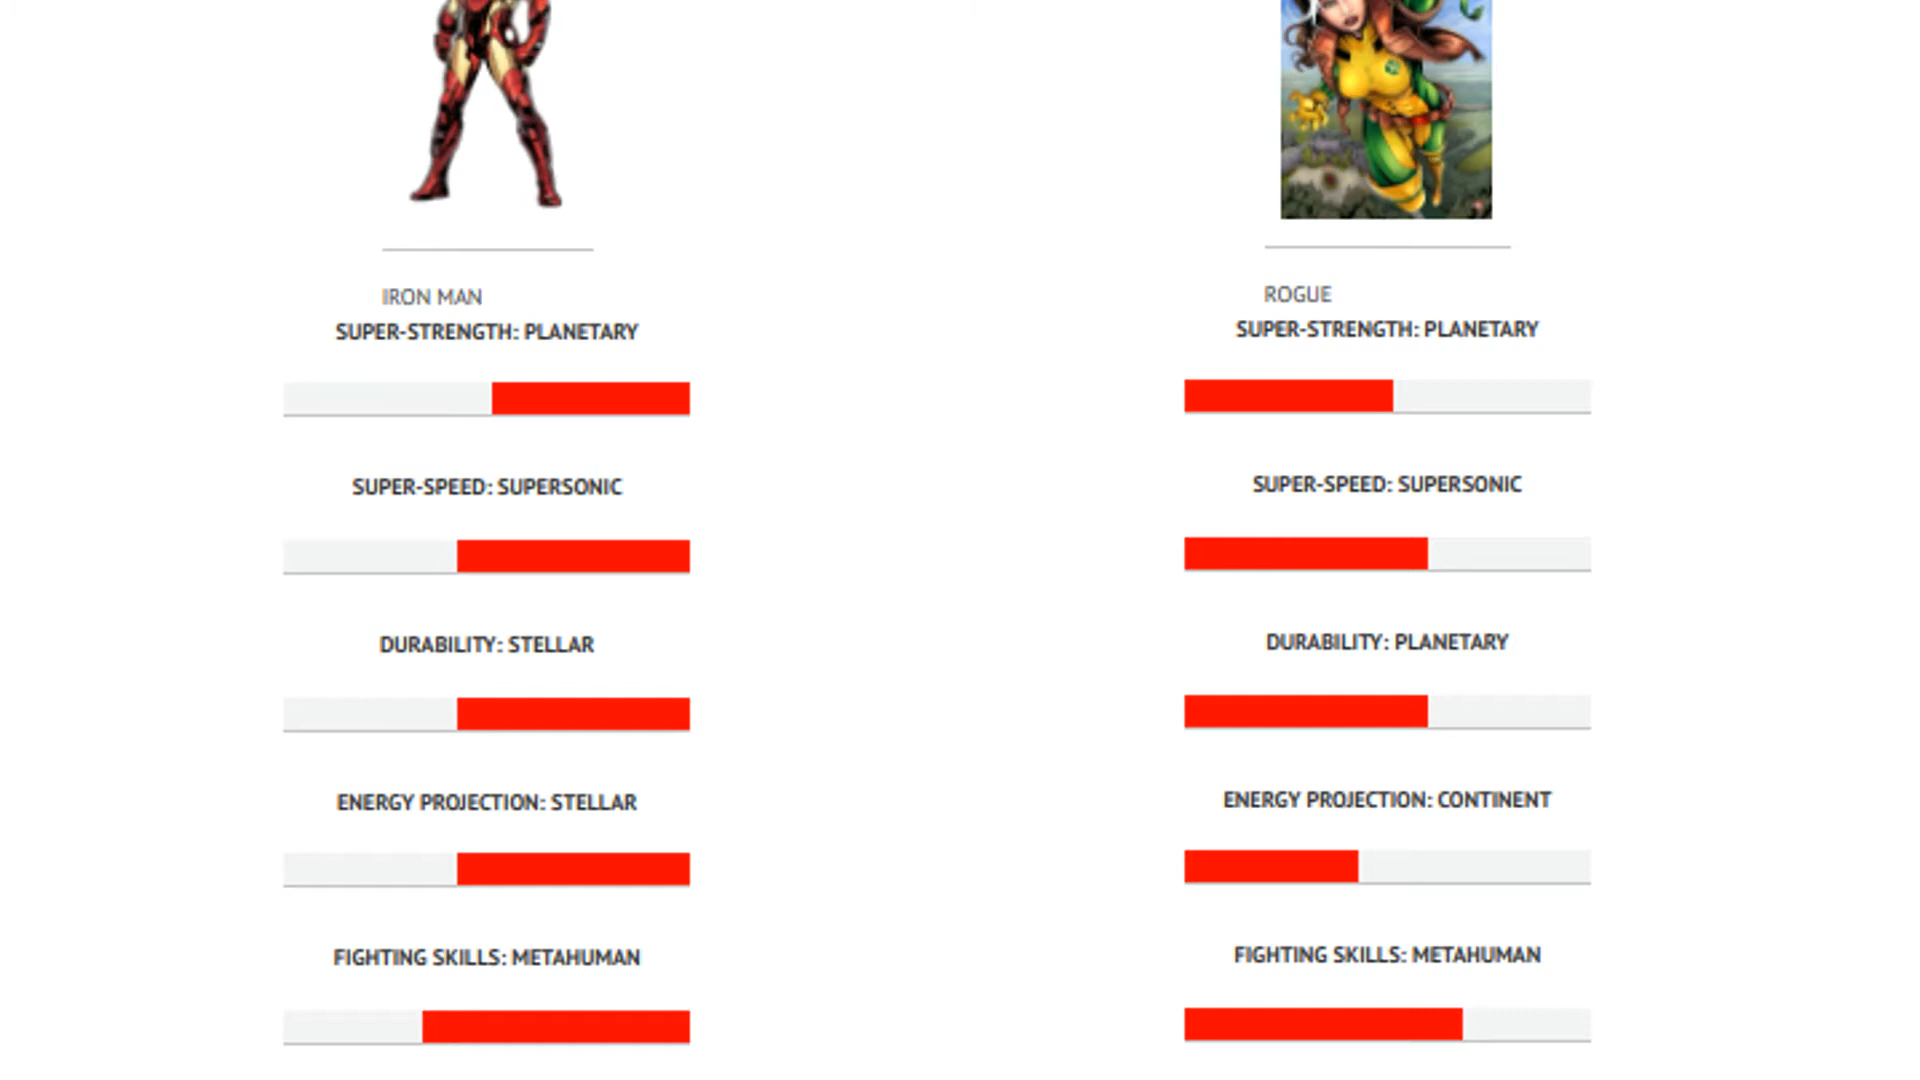 IRON MAN
SUPER-STRENGTH: PLANETARY
SUPER-SPEED: SUPERSONIC
DURABILITY: STELLAR
ENERGY PROJECTION: STELLAR
FIGHTING SKILLS: METAHUMAN
ROGUE
SUPER-STRENGTH: PLANETARY
SUPER-SPEED: SUPERSONIC
DURABILITY: PLANETARY
ENERGY PROJECTION: CONTINENT
FIGHTING SKILLS: METAHUMAN